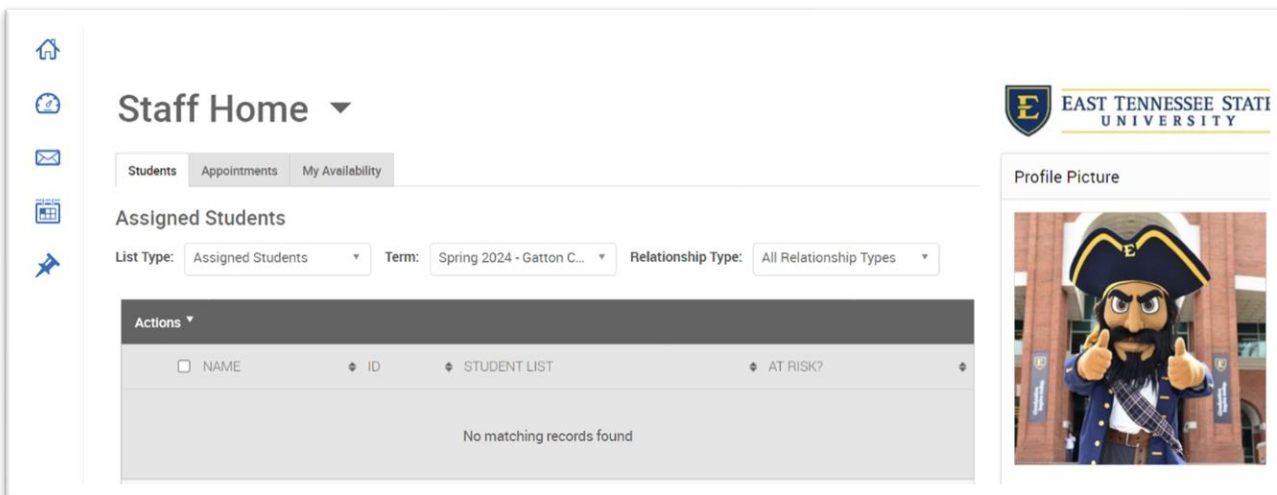 Staff Home
EAST TENNESSEE STATE
UNIVERSITY
Students Appointments My Availability
Profile Picture
Assigned Students
List Type: Assigned Students Term: Spring 2024 - Gatton C... Relationship Type: All Relationship Types
Actions
NAME ID STUDENT LIST AT RISK?
No matching records found
E
E